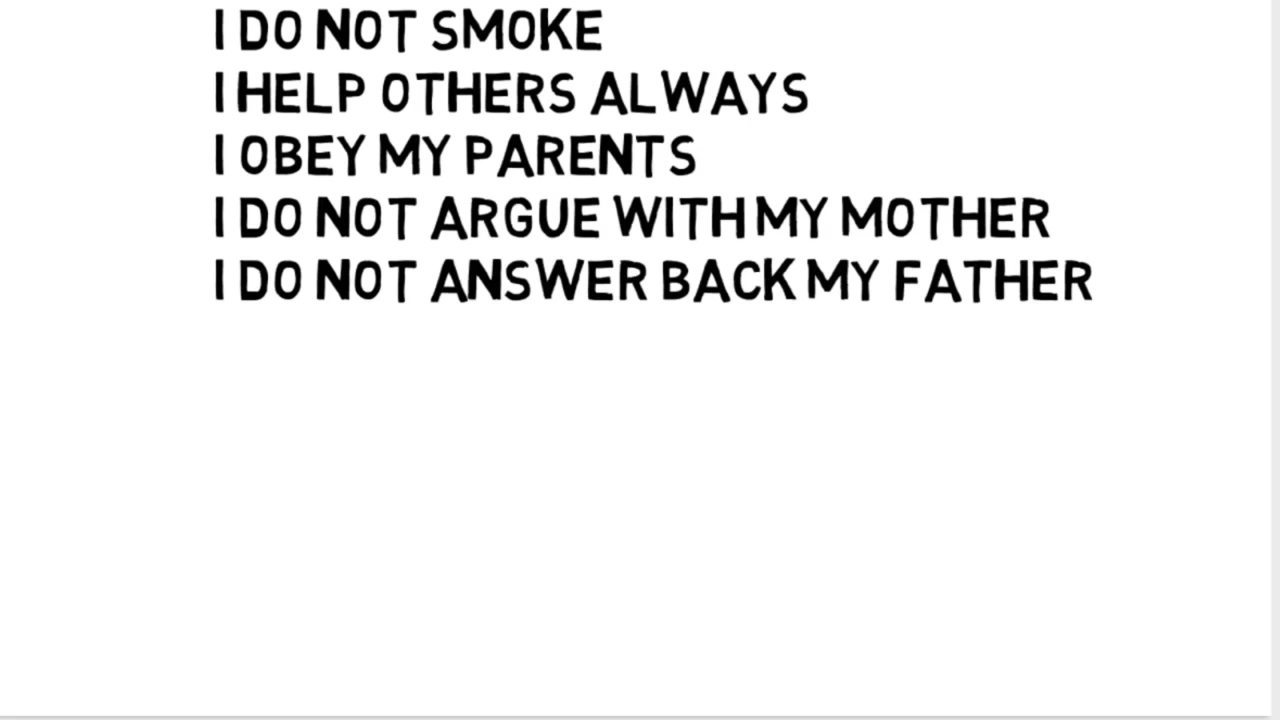 I DO NOT SMOKE
I HELP OTHERS ALWAYS
I OBEY MY PARENTS
I DO NOT ARGUE WITH MY MOTHER
I DO NOT ANSWER BACK MY FATHER